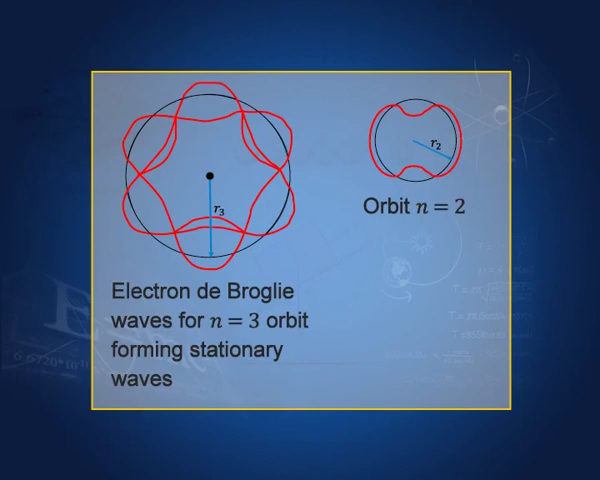 r₃
r₂
Orbit n = 2
Electron de Broglie
waves for n = 3 orbit
forming stationary
waves